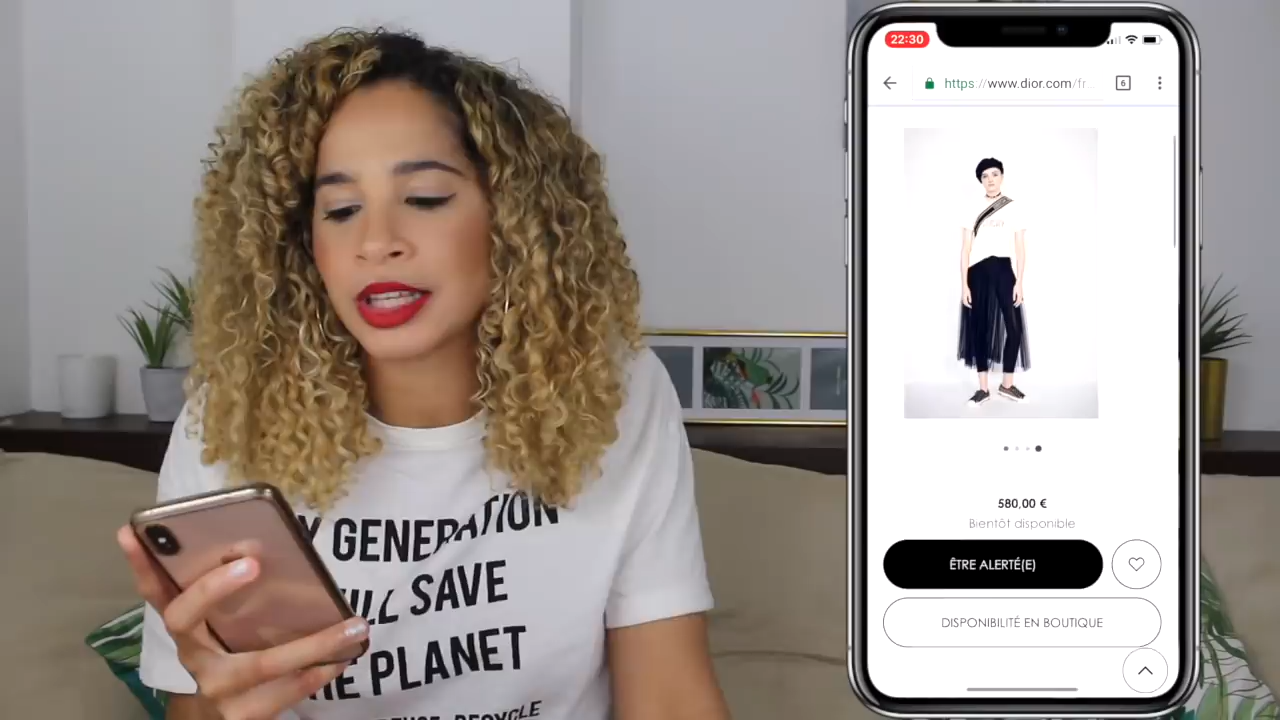 GENERATION
SAVE
PLANET
RECYCLE
22:30
https://www.dior.com/fr...
6
580,00 €
Bientôt disponible
ÊTRE ALERTÉ(E)
DISPONIBILITÉ EN BOUTIQUE